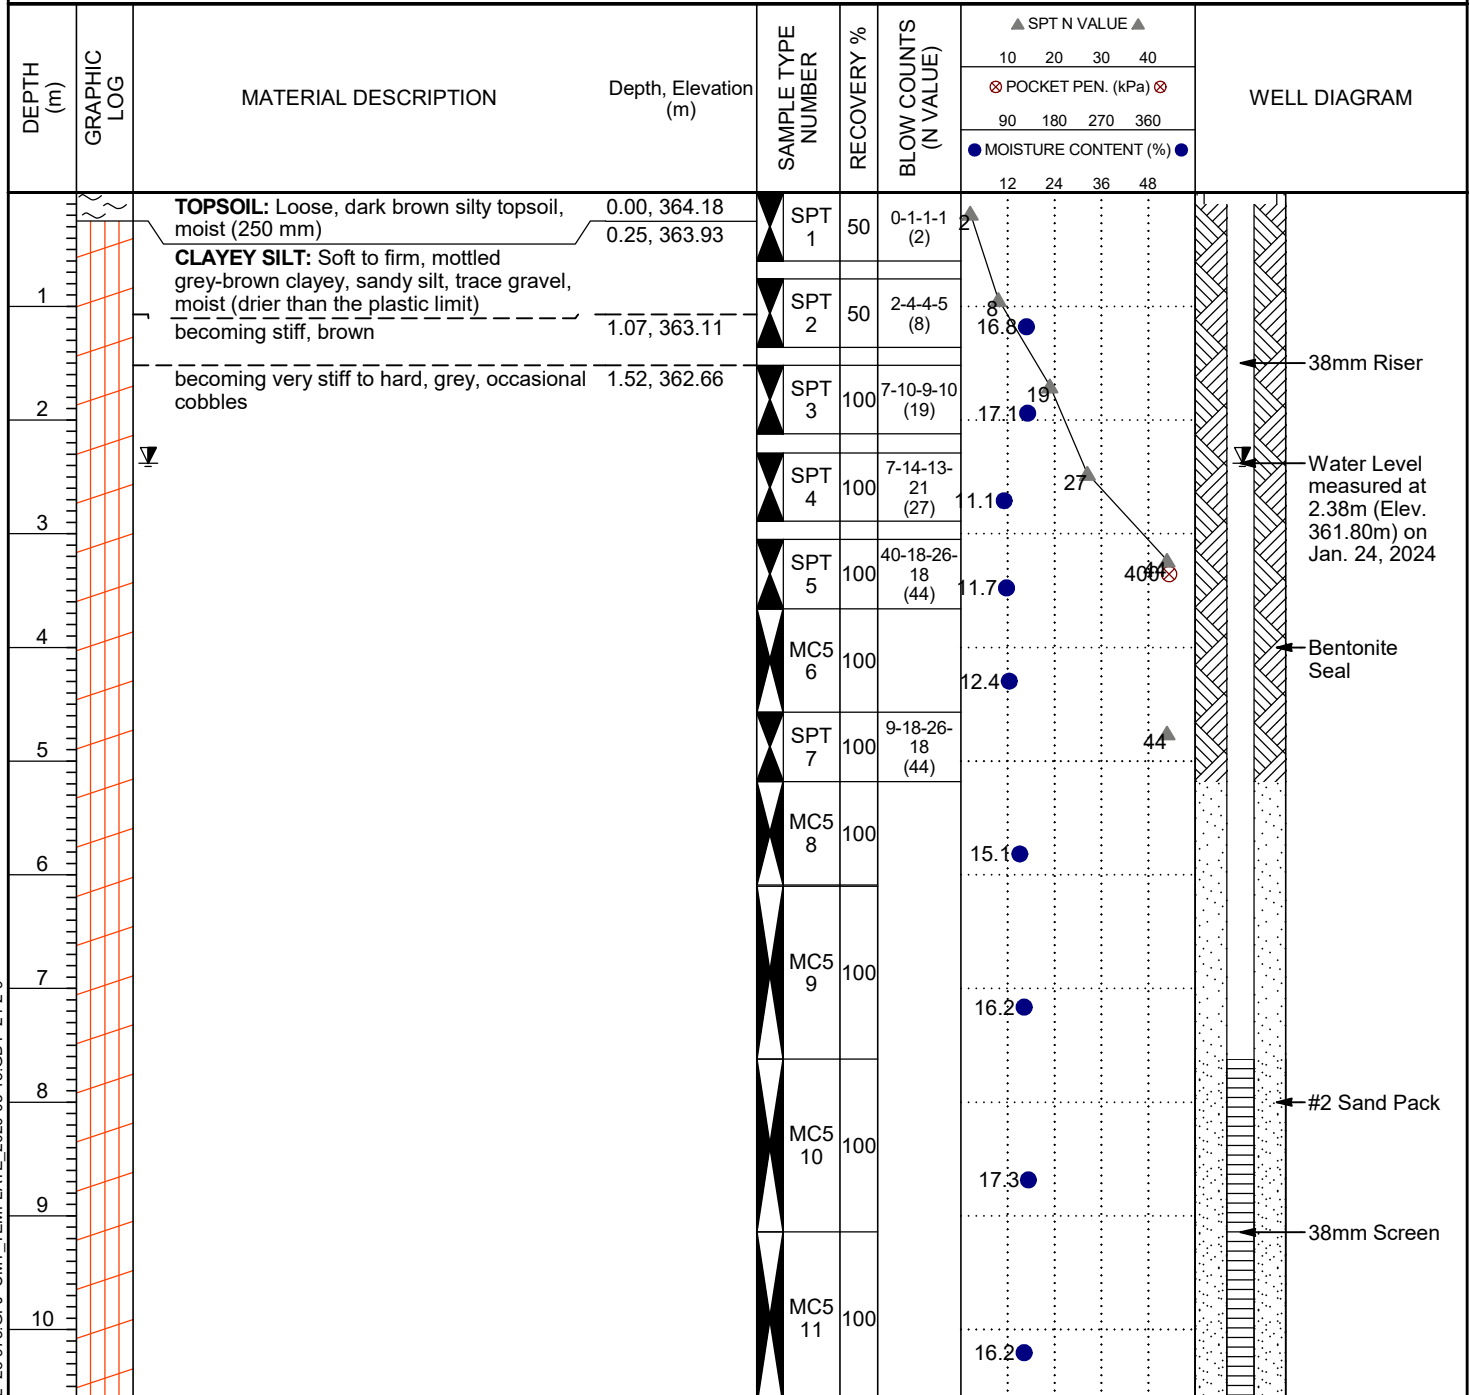 DEPTH
(m)
GRAPHIC
LOG
MATERIAL DESCRIPTION
Depth, Elevation
(m)
SAMPLE TYPE
NUMBER
RECOVERY %
BLOW COUNTS
(N VALUE)
SPT N VALUE
10 20 30 40
POCKET PEN. (kPa)
90 180 270 360
MOISTURE CONTENT (%)
12 24 36 48
WELL DIAGRAM
TOPSOIL: Loose, dark brown silty topsoil,
moist (250 mm)
0.00, 364.18
0.25, 363.93
CLAYEY SILT: Soft to firm, mottled
grey-brown clayey, sandy silt, trace gravel,
moist (drier than the plastic limit)
becoming stiff, brown
1.07, 363.11
becoming very stiff to hard, grey, occasional
cobbles
1.52, 362.66
1
2
3
4
5
6
7
8
9
10
SPT
1
50
0-1-1-1
(2)
SPT
2
50
2-4-4-5
(8)
SPT
3
100
7-10-9-10
(19)
SPT
4
100
7-14-13-
21
(27)
SPT
5
100
40-18-26-
18
(44)
MC5
6
100
SPT
7
100
9-18-26-
18
(44)
MC5
8
100
MC5
9
100
MC5
10
100
MC5
11
100
2
8
16.8
19
17.1
27
11.1
44
400
11.7
12.4
44
15.1
16.2
17.3
16.2
38mm Riser
Water Level
measured at
2.38m (Elev.
361.80m) on
Jan. 24, 2024
Bentonite
Seal
#2 Sand Pack
38mm Screen